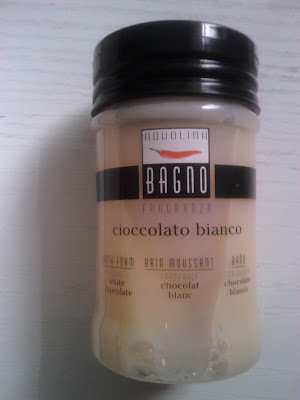 AQUOLINA
BAGNO
FRAGRANZA
cioccolato bianco
BATH FOAM BAIN MOUSSANT BAÑO
white chocolat chocolate
chocolate blanc blanco